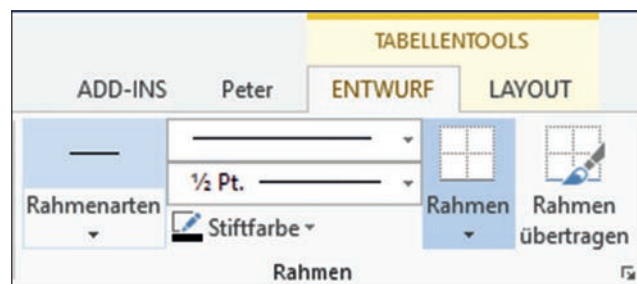 TABELLENTOOLS
ADD-INS Peter ENTWURF LAYOUT
½ Pt.
Rahmenarten
Stiftfarbe
Rahmen
Rahmen übertragen
Rahmen